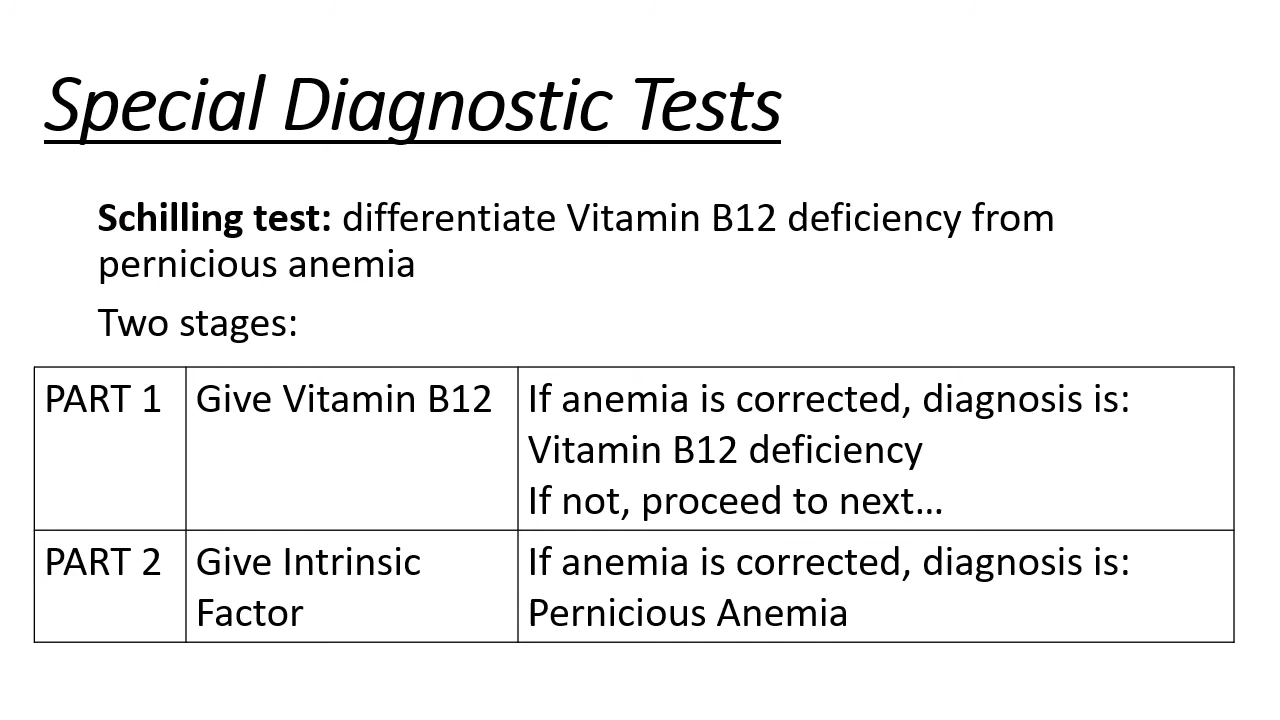 Special Diagnostic Tests
Schilling test: differentiate Vitamin B12 deficiency from
pernicious anemia
Two stages:
PART 1
Give Vitamin B12
If anemia is corrected, diagnosis is:
Vitamin B12 deficiency
If not, proceed to next…
PART 2
Give Intrinsic
Factor
If anemia is corrected, diagnosis is:
Pernicious Anemia